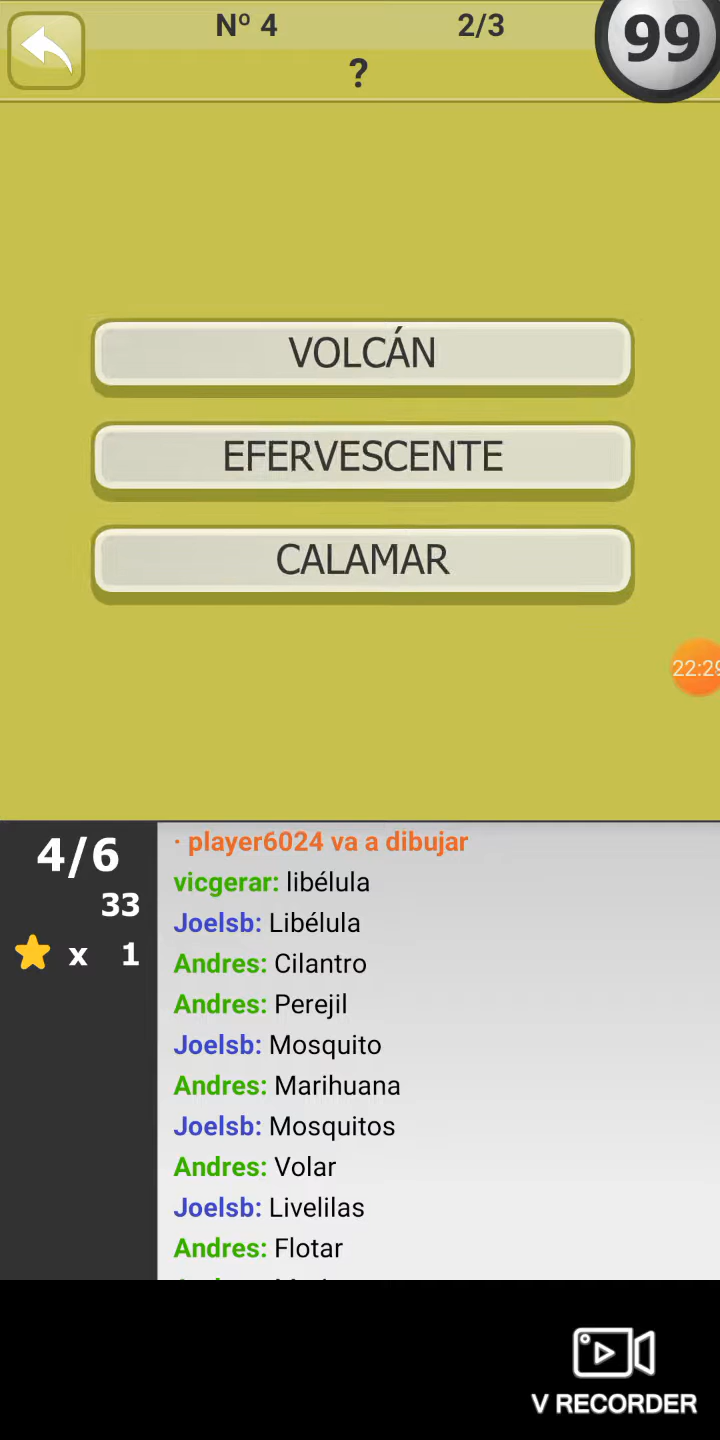 Nº 4
2/3
99
?
VOLCÁN
EFERVESCENTE
CALAMAR
22:29
4/6
33
x 1
· player6024 va a dibujar
vicgerar: libélula
Joelsb: Libélula
Andres: Cilantro
Andres: Perejil
Joelsb: Mosquito
Andres: Marihuana
Joelsb: Mosquitos
Andres: Volar
Joelsb: Livelilas
Andres: Flotar
V RECORDER